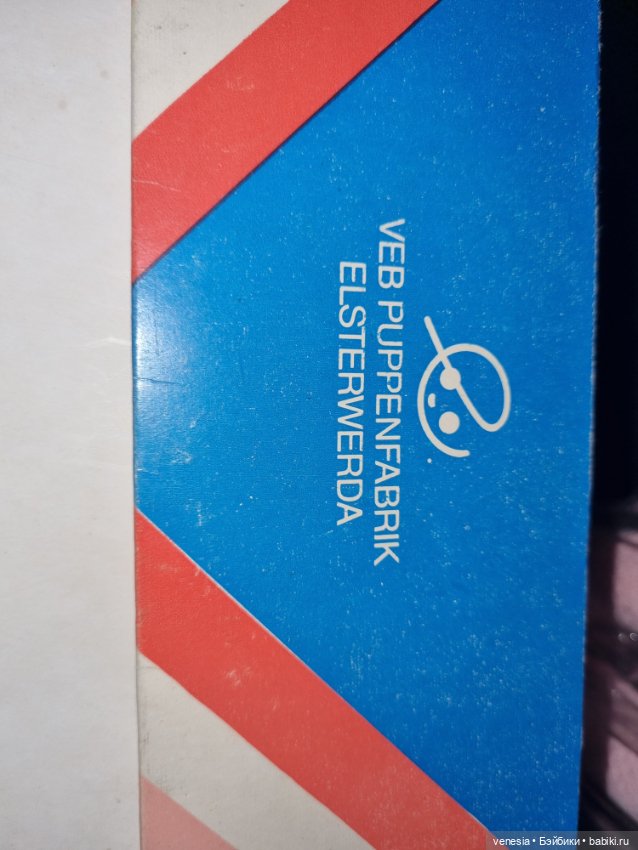 VEB PUPPENFABRIK
ELSTERWERDA
venesia • Бэйбики • babiki.ru